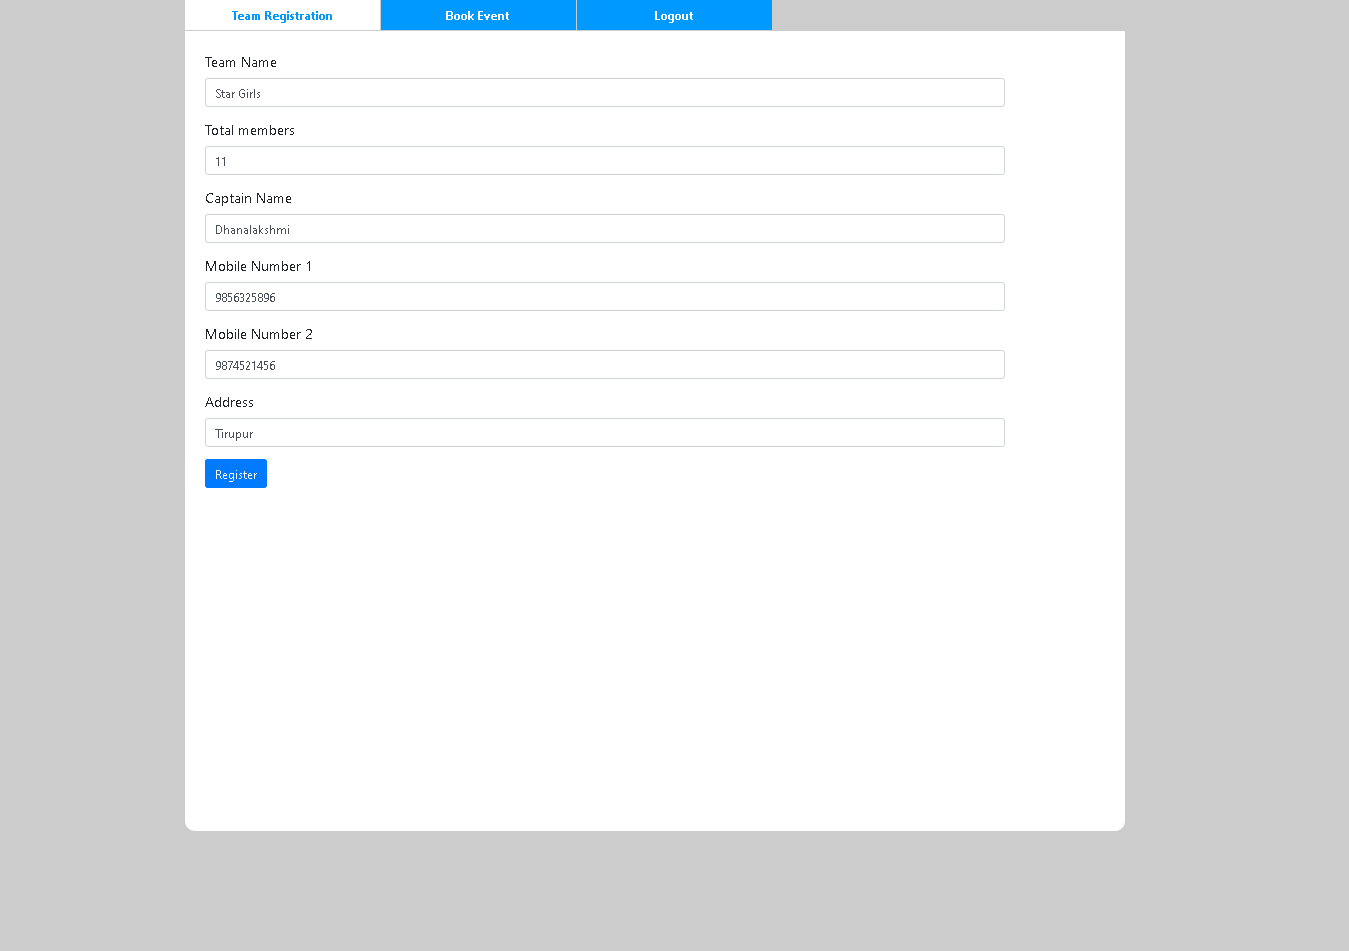 Team Registration Book Event Logout
Team Name
Star Girls
Total members
11
Captain Name
Dhanalakshmi
Mobile Number 1
9856325896
Mobile Number 2
9874521456
Address
Tirupur
Register